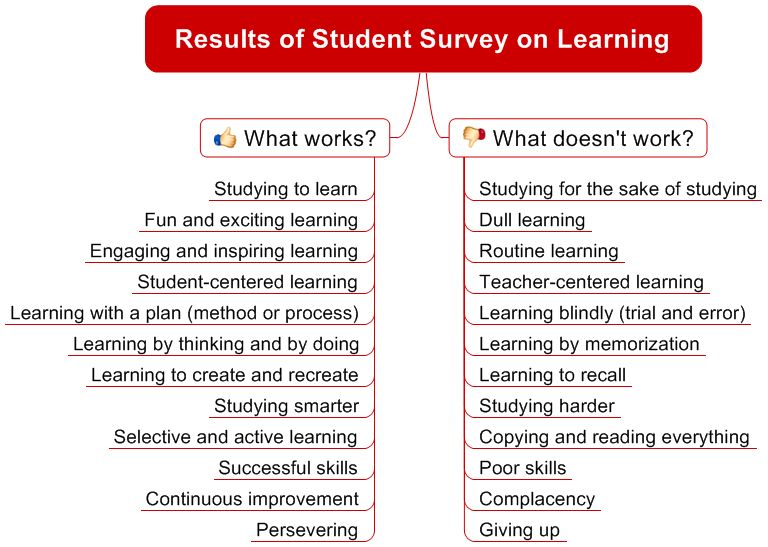 Results of Student Survey on Learning
What works?
Studying to learn
Fun and exciting learning
Engaging and inspiring learning
Student-centered learning
Learning with a plan (method or process)
Learning by thinking and by doing
Learning to create and recreate
Studying smarter
Selective and active learning
Successful skills
Continuous improvement
Persevering
What doesn't work?
Studying for the sake of studying
Dull learning
Routine learning
Teacher-centered learning
Learning blindly (trial and error)
Learning by memorization
Learning to recall
Studying harder
Copying and reading everything
Poor skills
Complacency
Giving up